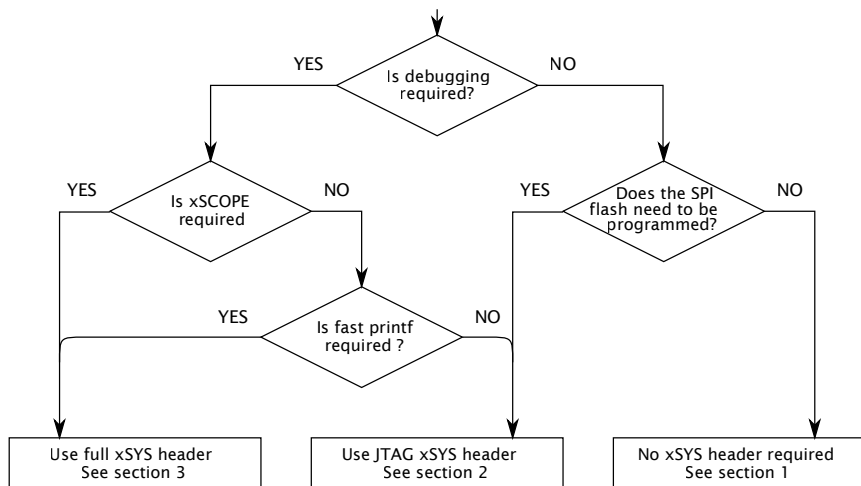 YES
NO
Is debugging
required?
YES
NO
YES
NO
Is xSCOPE
required
Does the SPI
flash need to be
programmed?
YES
NO
Is fast printf
required ?
Use full xSYS header
See section 3
Use JTAG xSYS header
See section 2
No xSYS header required
See section 1